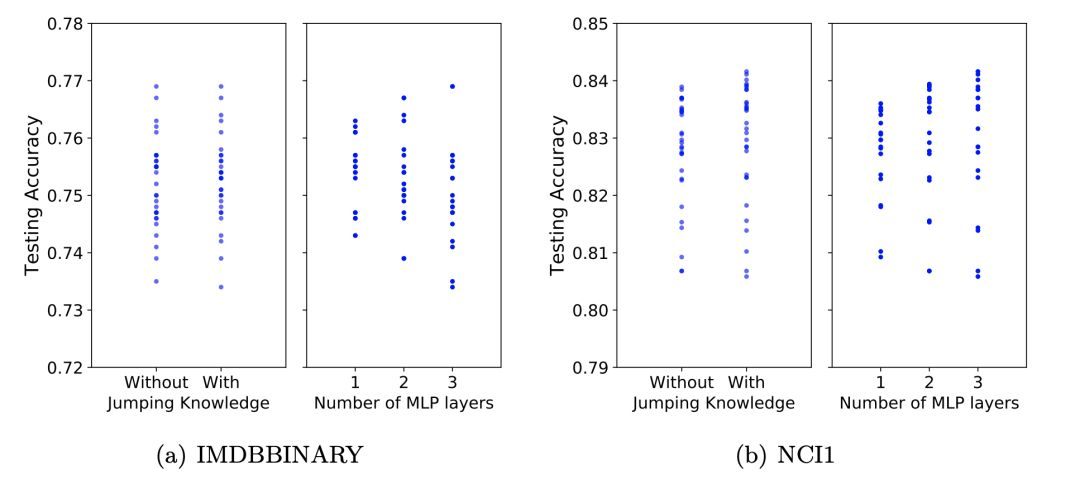 0.78
0.77
0.76
0.75
0.74
0.73
0.72
Testing Accuracy
Without With
Jumping Knowledge
1 2 3
Number of MLP layers
(a) IMDBBINARY
0.85
0.84
0.83
0.82
0.81
0.80
0.79
Testing Accuracy
Without With
Jumping Knowledge
1 2 3
Number of MLP layers
(b) NCI1